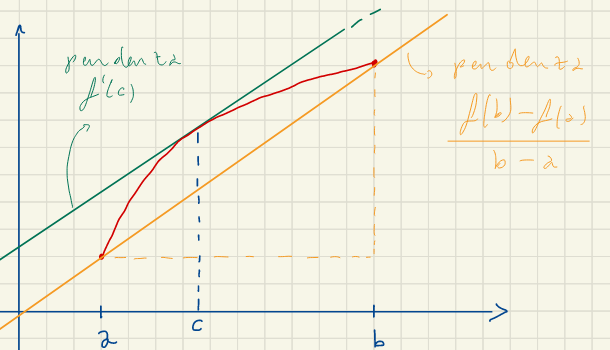 pendenza
f'(c)
pendenza
f(b) - f(a)
b - a
a
c
b